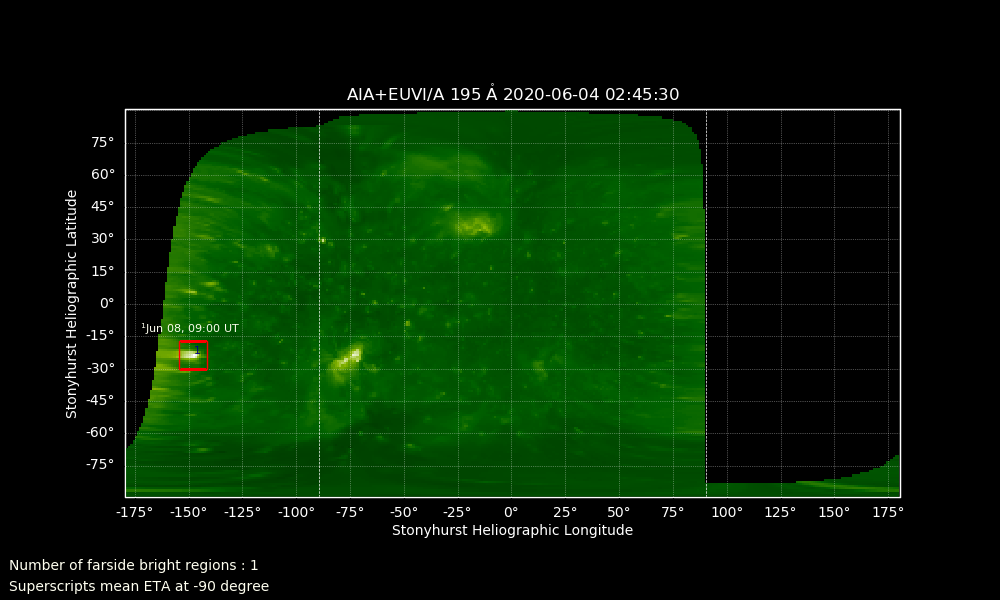 AIA+EUVI/A 195 Å 2020-06-04 02:45:30
75°
60°
45°
30°
15°
0°
-15°
-30°
-45°
-60°
-75°
Stonyhurst Heliographic Latitude
¹Jun 08, 09:00 UT
1
-175° -150° -125° -100° -75° -50° -25° 0° 25° 50° 75° 100° 125° 150° 175°
Stonyhurst Heliographic Longitude
Number of farside bright regions : 1
Superscripts mean ETA at -90 degree